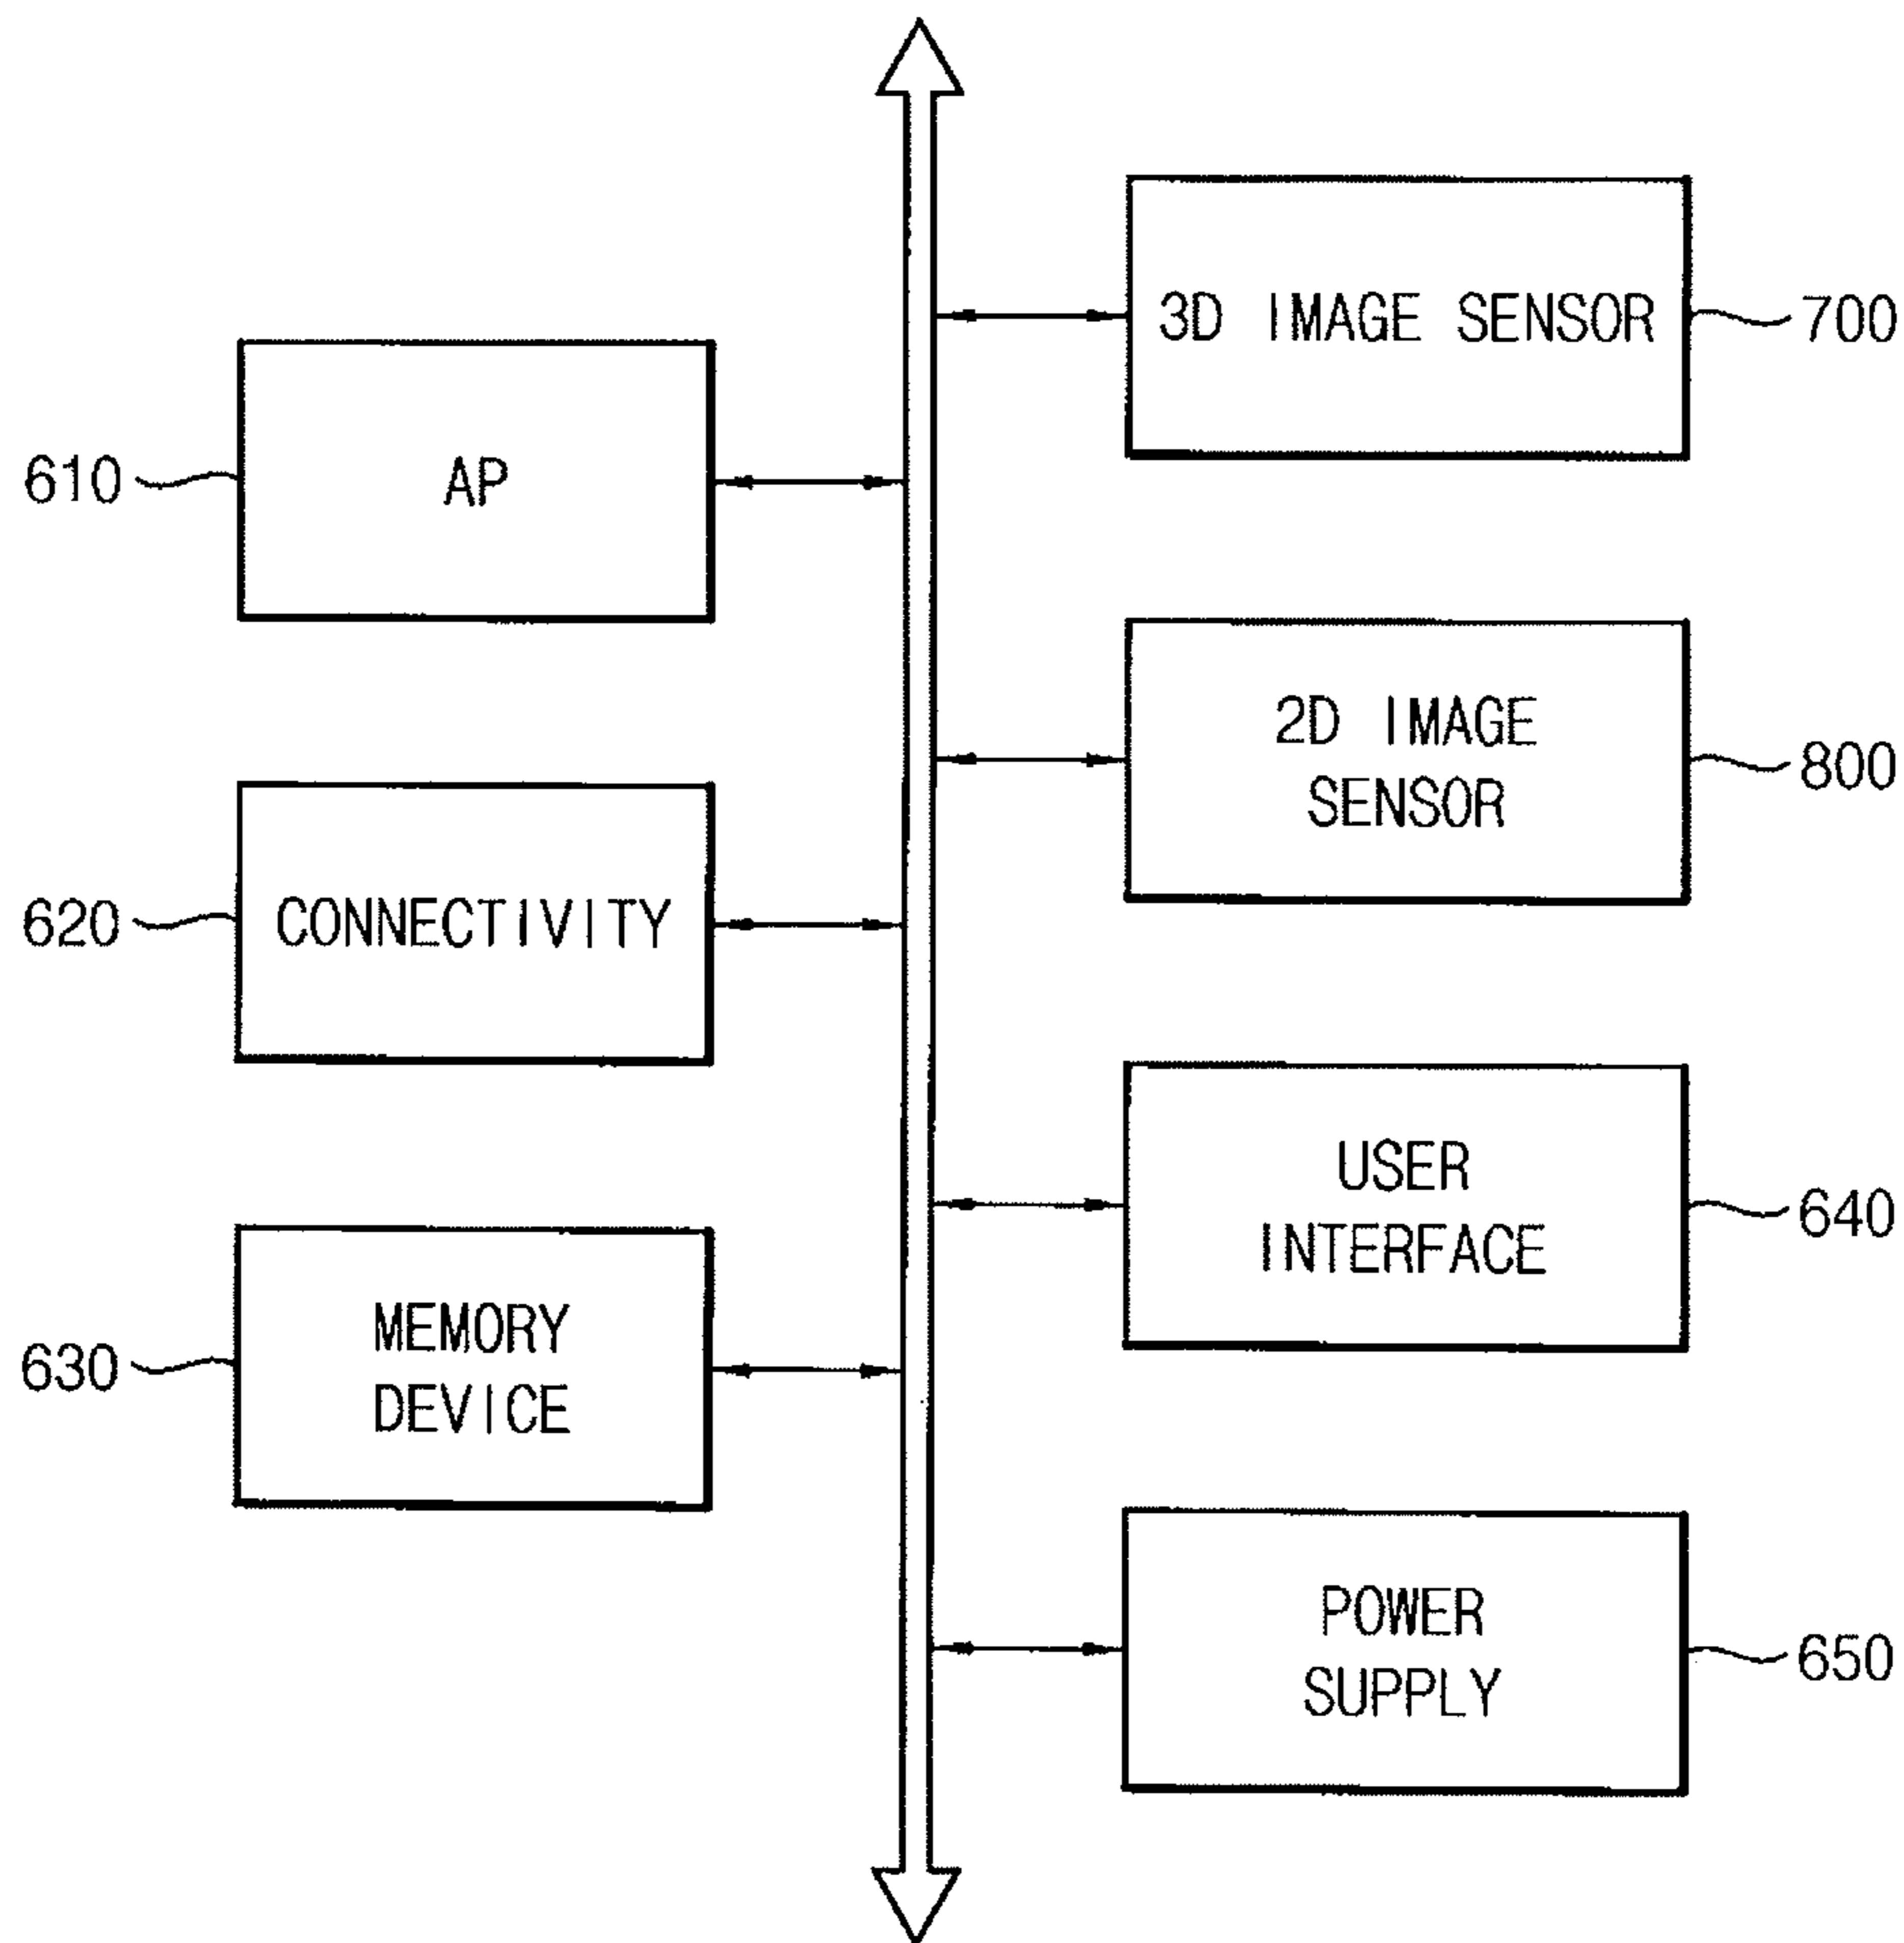 3D IMAGE SENSOR
700
610
AP
2D IMAGE
SENSOR
800
620
CONNECTIVITY
USER
INTERFACE
640
630
MEMORY
DEVICE
POWER
SUPPLY
650